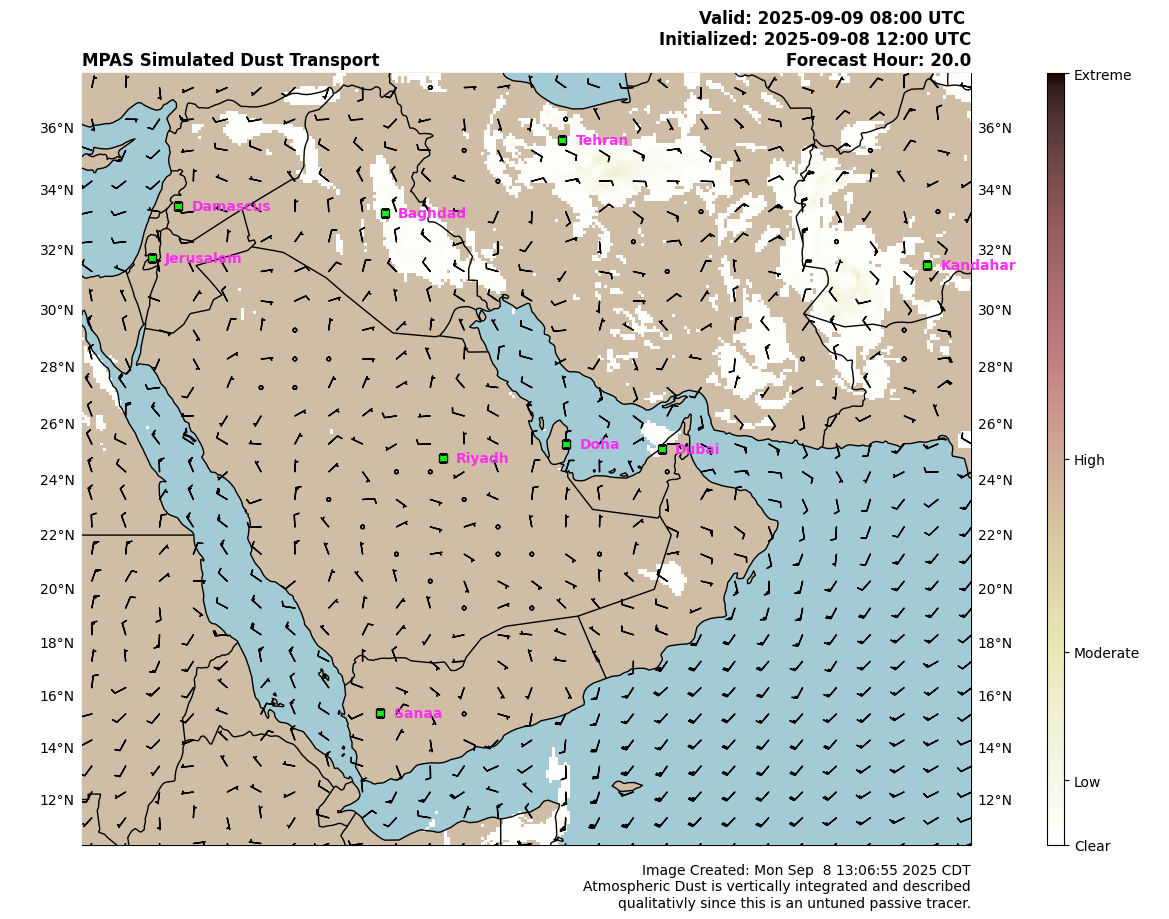 Valid: 2025-09-09 08:00 UTC
Initialized: 2025-09-08 12:00 UTC
MPAS Simulated Dust Transport Forecast Hour: 20.0
Extreme
36°N Tehran 36°N
34°N 34°N
Damascus Baghdad
32°N Jerusalem 32°N Kandahar
30°N 30°N
28°N 28°N
26°N 26°N
Doha Dubai
Riyadh High
24°N 24°N
22°N 22°N
20°N 20°N
18°N 18°N
Moderate
16°N 16°N
Sanaa
14°N 14°N
Low
12°N 12°N
Clear
Image Created: Mon Sep 8 13:06:55 2025 CDT
Atmospheric Dust is vertically integrated and described
qualitativly since this is an untuned passive tracer.